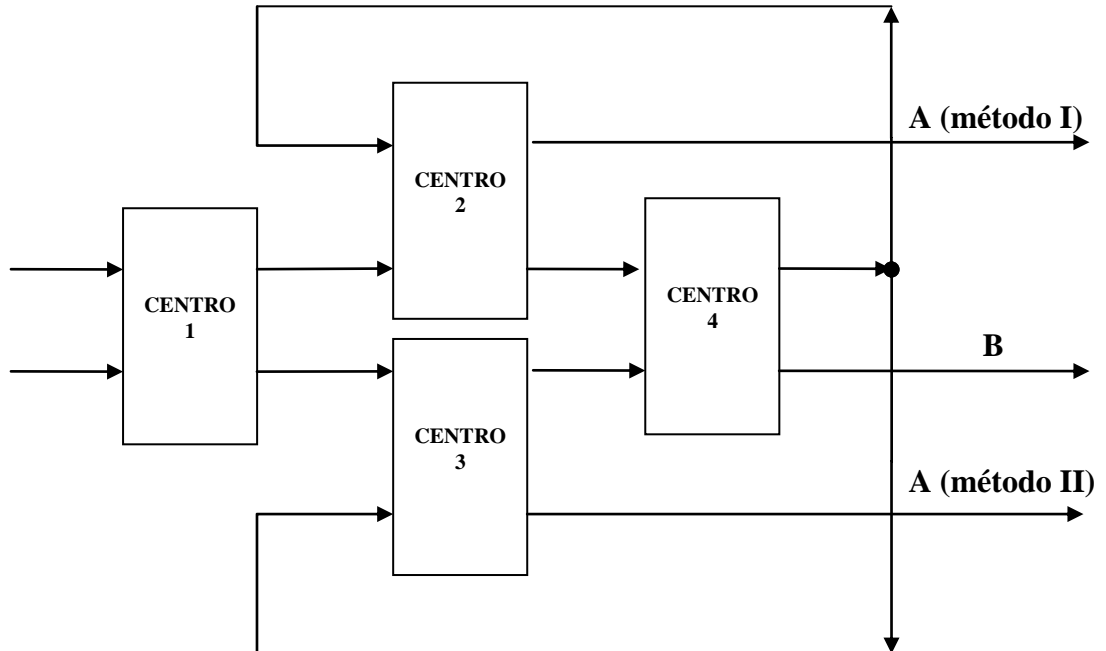 A (método I)
CENTRO
2
CENTRO
1
CENTRO
4
B
CENTRO
3
A (método II)